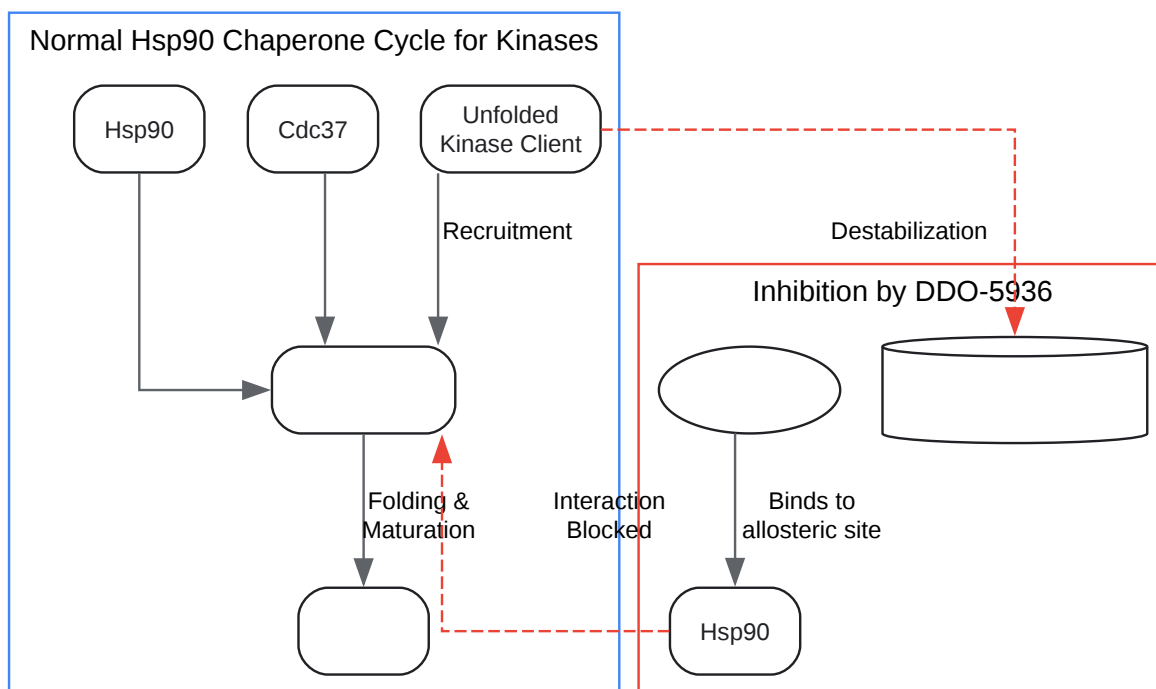 Normal Hsp90 Chaperone Cycle for Kinases
Hsp90
Cdc37
Unfolded
Kinase Client
Recruitment
Destabilization
Inhibition by DDO-5936
Folding &
Maturation
Interaction
Blocked
Binds to
allosteric site
Hsp90